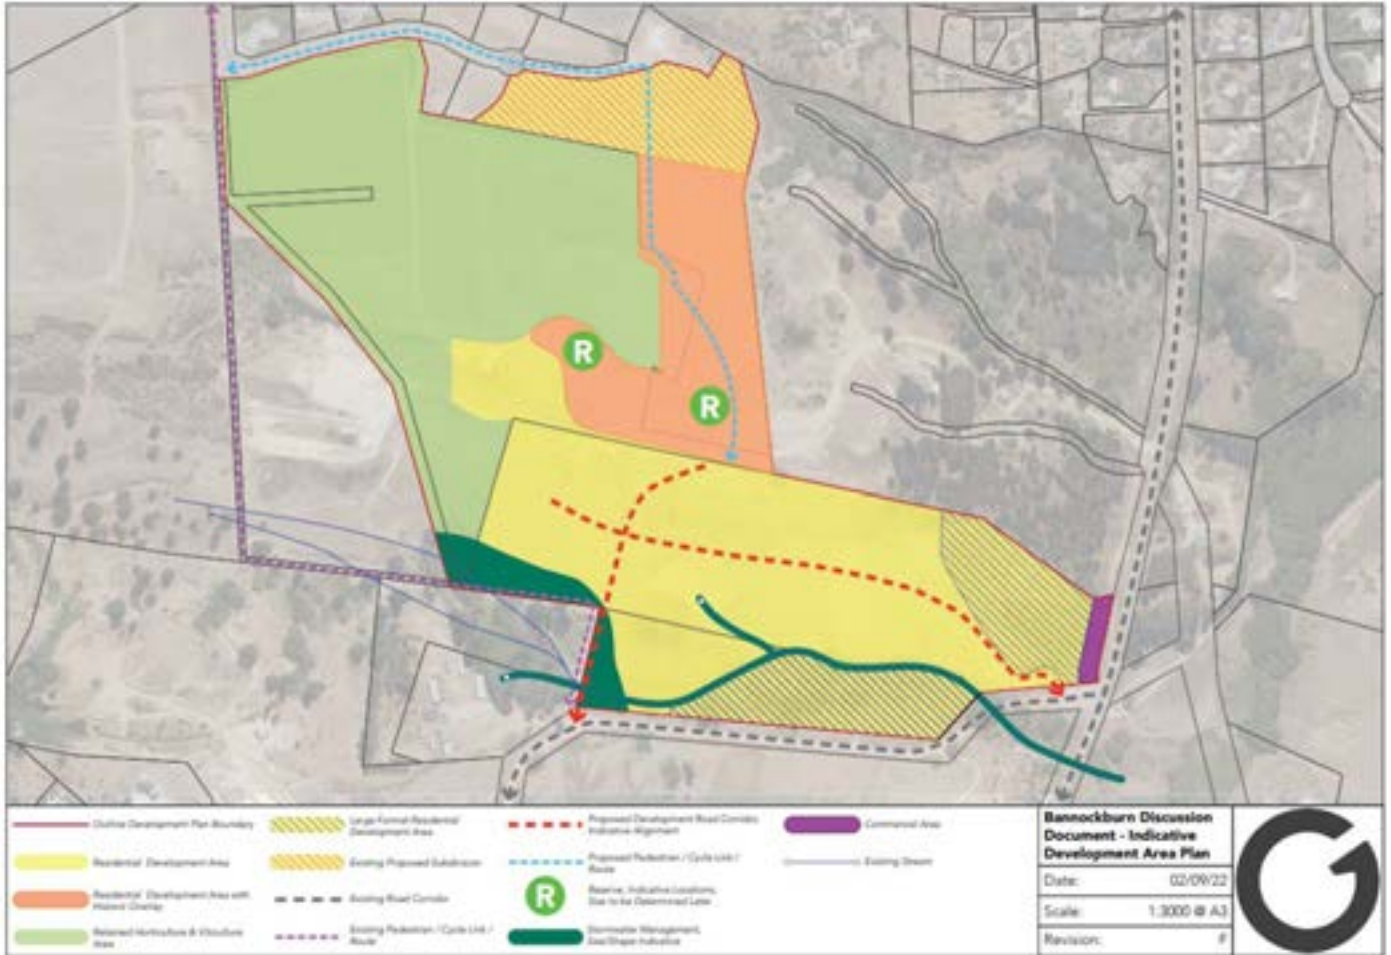 R
R
Outline Development Plan Boundary
Residential Development Area
Residential Development Area with
Historic Overlay
Retained Horticulture & Viticulture
Area
Large Format Residential
Development Area
Existing Proposed Subdivision
Existing Road Corridor
Existing Pedestrian / Cycle Link /
Route
Proposed Development Road Corridor,
Indicative Alignment
Proposed Pedestrian / Cycle Link /
Route
R
Reserve, Indicative Locations,
Size to be Determined Later
Stormwater Management,
Size/Shape Indicative
Commercial Area
Existing Stream
Bannockburn Discussion
Document - Indicative
Development Area Plan
Date: 02/09/22
Scale: 1:3000 @ A3
Revision: F
G